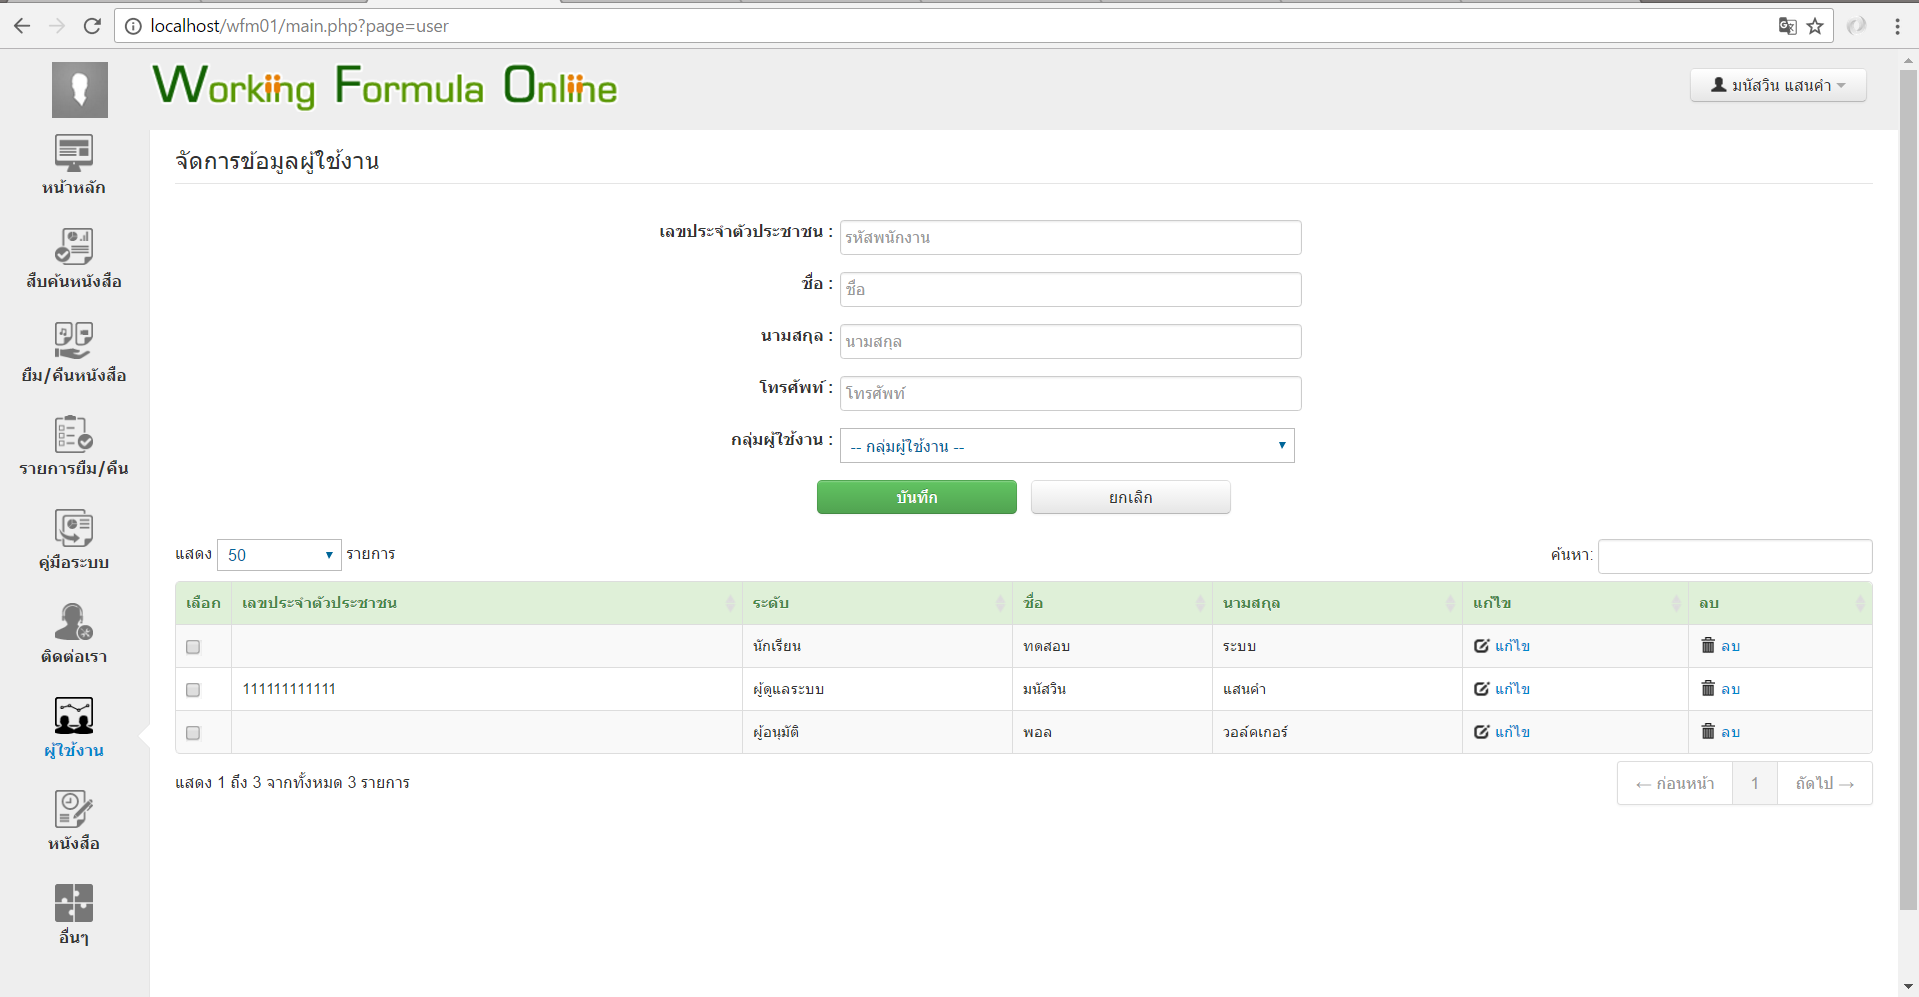 localhost/wfm01/main.php?page=user
Workiing Formula Onliine
มนัสวิน แสนคำ
หน้าหลัก
สืบค้นหนังสือ
ยืม/คืนหนังสือ
รายการยืม/คืน
คู่มือระบบ
ติดต่อเรา
ผู้ใช้งาน
หนังสือ
อื่นๆ
จัดการข้อมูลผู้ใช้งาน
เลขประจำตัวประชาชน : รหัสพนักงาน
ชื่อ : ชื่อ
นามสกุล : นามสกุล
โทรศัพท์ : โทรศัพท์
กลุ่มผู้ใช้งาน : -- กลุ่มผู้ใช้งาน --
บันทึก ยกเลิก
แสดง 50 รายการ ค้นหา:
เลือก เลขประจำตัวประชาชน ระดับ ชื่อ นามสกุล แก้ไข ลบ
นักเรียน ทดสอบ ระบบ แก้ไข ลบ
111111111111 ผู้ดูแลระบบ มนัสวิน แสนคำ แก้ไข ลบ
ผู้อนุมัติ พอล วอล์คเกอร์ แก้ไข ลบ
แสดง 1 ถึง 3 จากทั้งหมด 3 รายการ ← ก่อนหน้า 1 ถัดไป →